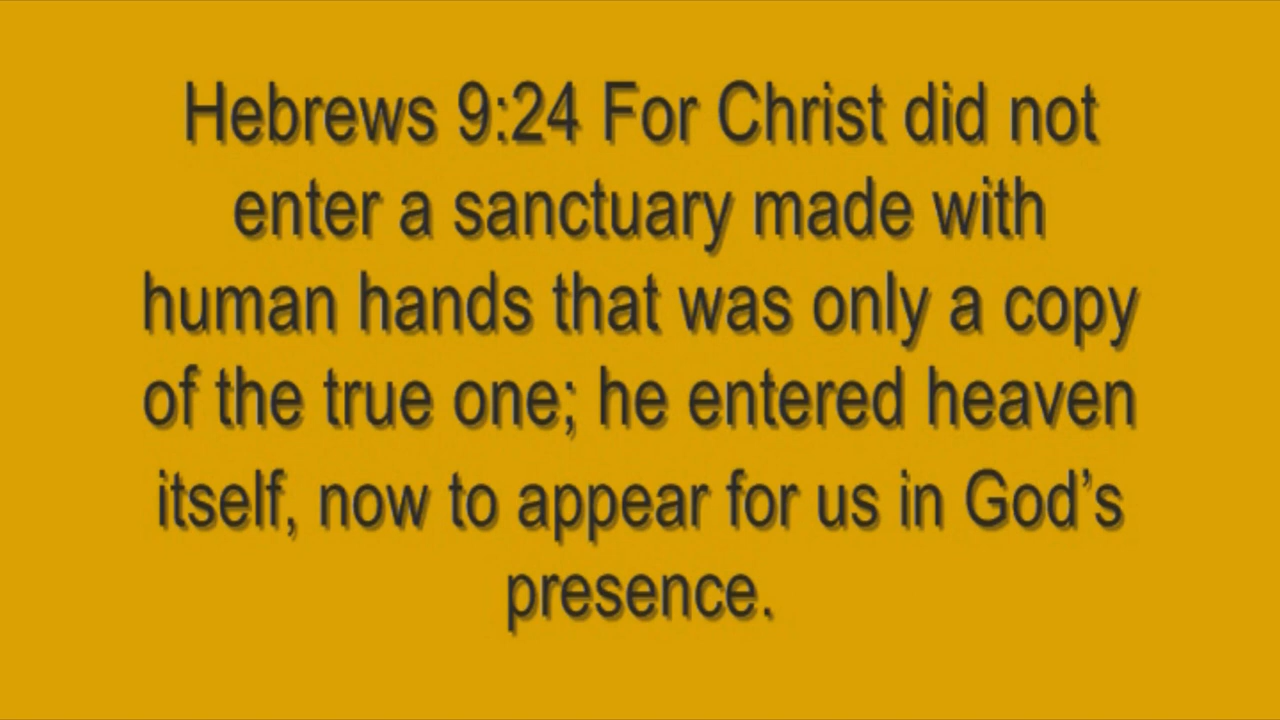 Hebrews 9:24 For Christ did not
enter a sanctuary made with
human hands that was only a copy
of the true one; he entered heaven
itself, now to appear for us in God’s
presence.